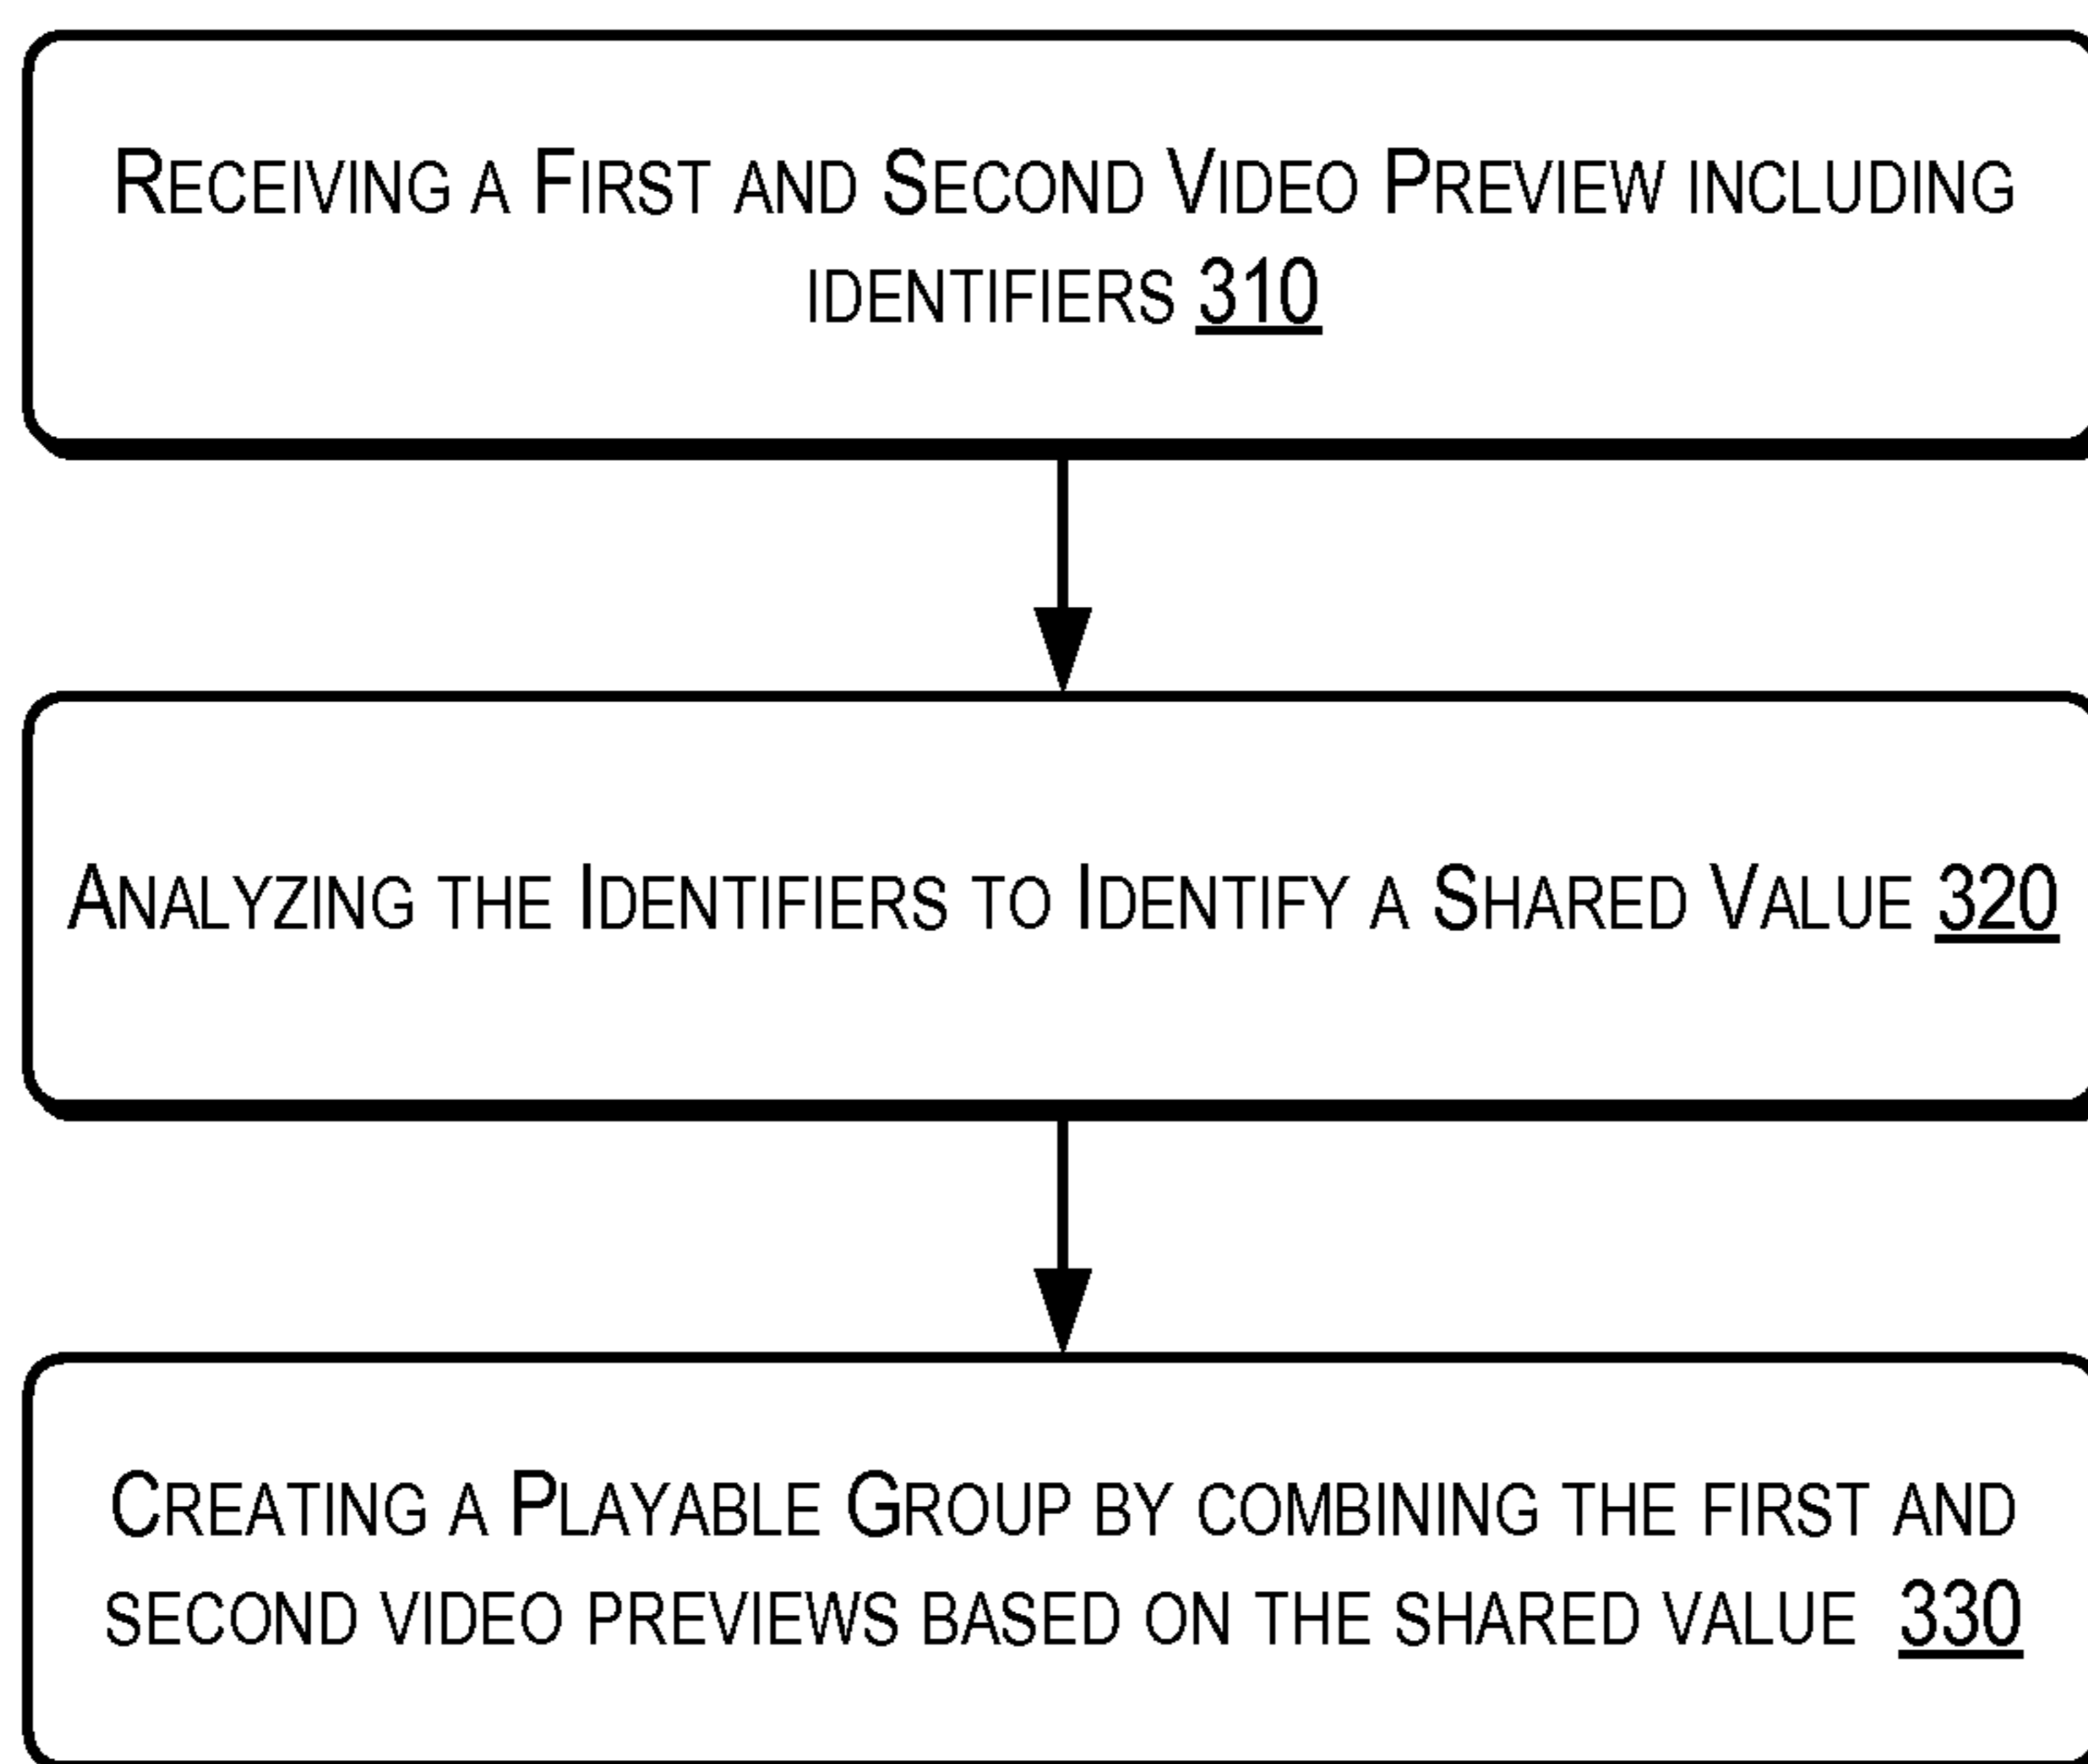 Receiving a First and Second Video Preview including
identifiers 310
Analyzing the Identifiers to Identify a Shared Value 320
Creating a Playable Group by combining the first and
second video previews based on the shared value 330